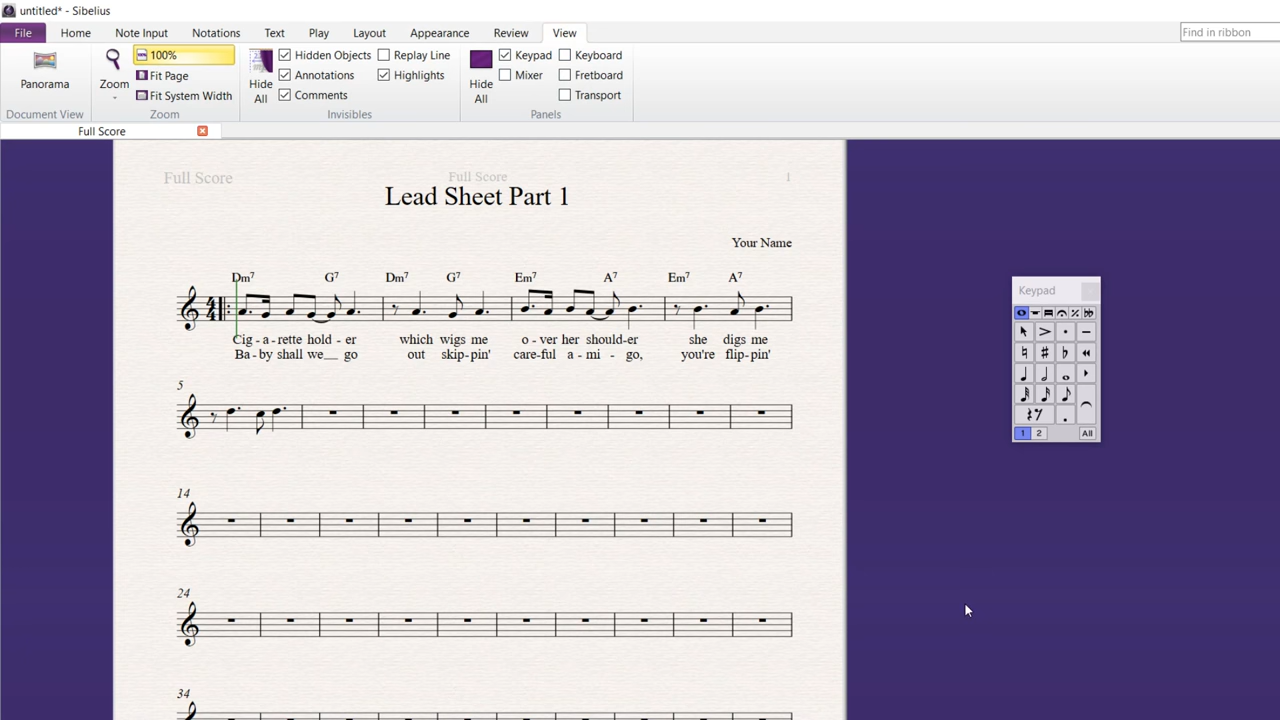 untitled* - Sibelius
File Home Note Input Notations Text Play Layout Appearance Review View Find in ribbon
Panorama
Document View
Zoom
100%
Fit Page
Fit System Width
Zoom
Hide All
Hidden Objects Replay Line
Annotations Highlights
Comments
Invisibles
Hide All
Keypad Keyboard
Mixer Fretboard
Transport
Panels
Full Score
Full Score Full Score 1
Lead Sheet Part 1
Your Name
Dm7 G7 Dm7 G7 Em7 A7 Em7 A7
4
4
Cig - a - rette hold - er which wigs me o - ver her should-er she digs me
Ba - by shall we__ go out skip-pin' care-ful a - mi - go, you're flip-pin'
5
14
24
34
Keypad
1 2 All